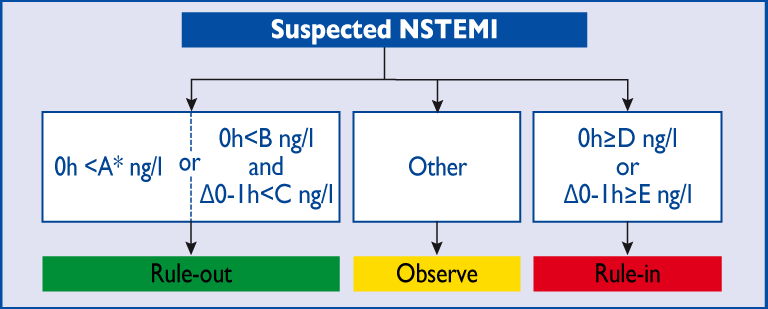 Suspected NSTEMI
0h <A* ng/l
or
0h<B ng/l
and
Δ0-1h<C ng/l
Other
0h≥D ng/l
or
Δ0-1h≥E ng/l
Rule-out
Observe
Rule-in